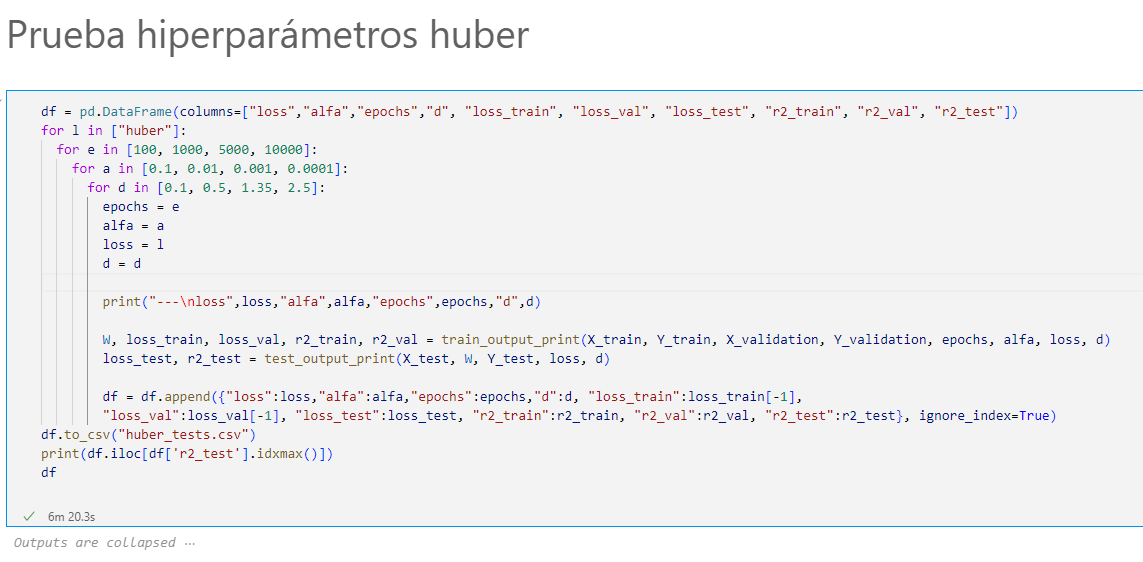 Prueba hiperparámetros huber
df = pd.DataFrame(columns=["loss","alfa","epochs","d", "loss_train", "loss_val", "loss_test", "r2_train", "r2_val", "r2_test"])
for l in ["huber"]:
for e in [100, 1000, 5000, 10000]:
for a in [0.1, 0.01, 0.001, 0.0001]:
for d in [0.1, 0.5, 1.35, 2.5]:
epochs = e
alfa = a
loss = l
d = d
print("---\nloss",loss,"alfa",alfa,"epochs",epochs,"d",d)
W, loss_train, loss_val, r2_train, r2_val = train_output_print(X_train, Y_train, X_validation, Y_validation, epochs, alfa, loss, d)
loss_test, r2_test = test_output_print(X_test, W, Y_test, loss, d)
df = df.append({"loss":loss,"alfa":alfa,"epochs":epochs,"d":d, "loss_train":loss_train[-1],
"loss_val":loss_val[-1], "loss_test":loss_test, "r2_train":r2_train, "r2_val":r2_val, "r2_test":r2_test}, ignore_index=True)
df.to_csv("huber_tests.csv")
print(df.iloc[df['r2_test'].idxmax()])
df
✓ 6m 20.3s
Outputs are collapsed ···